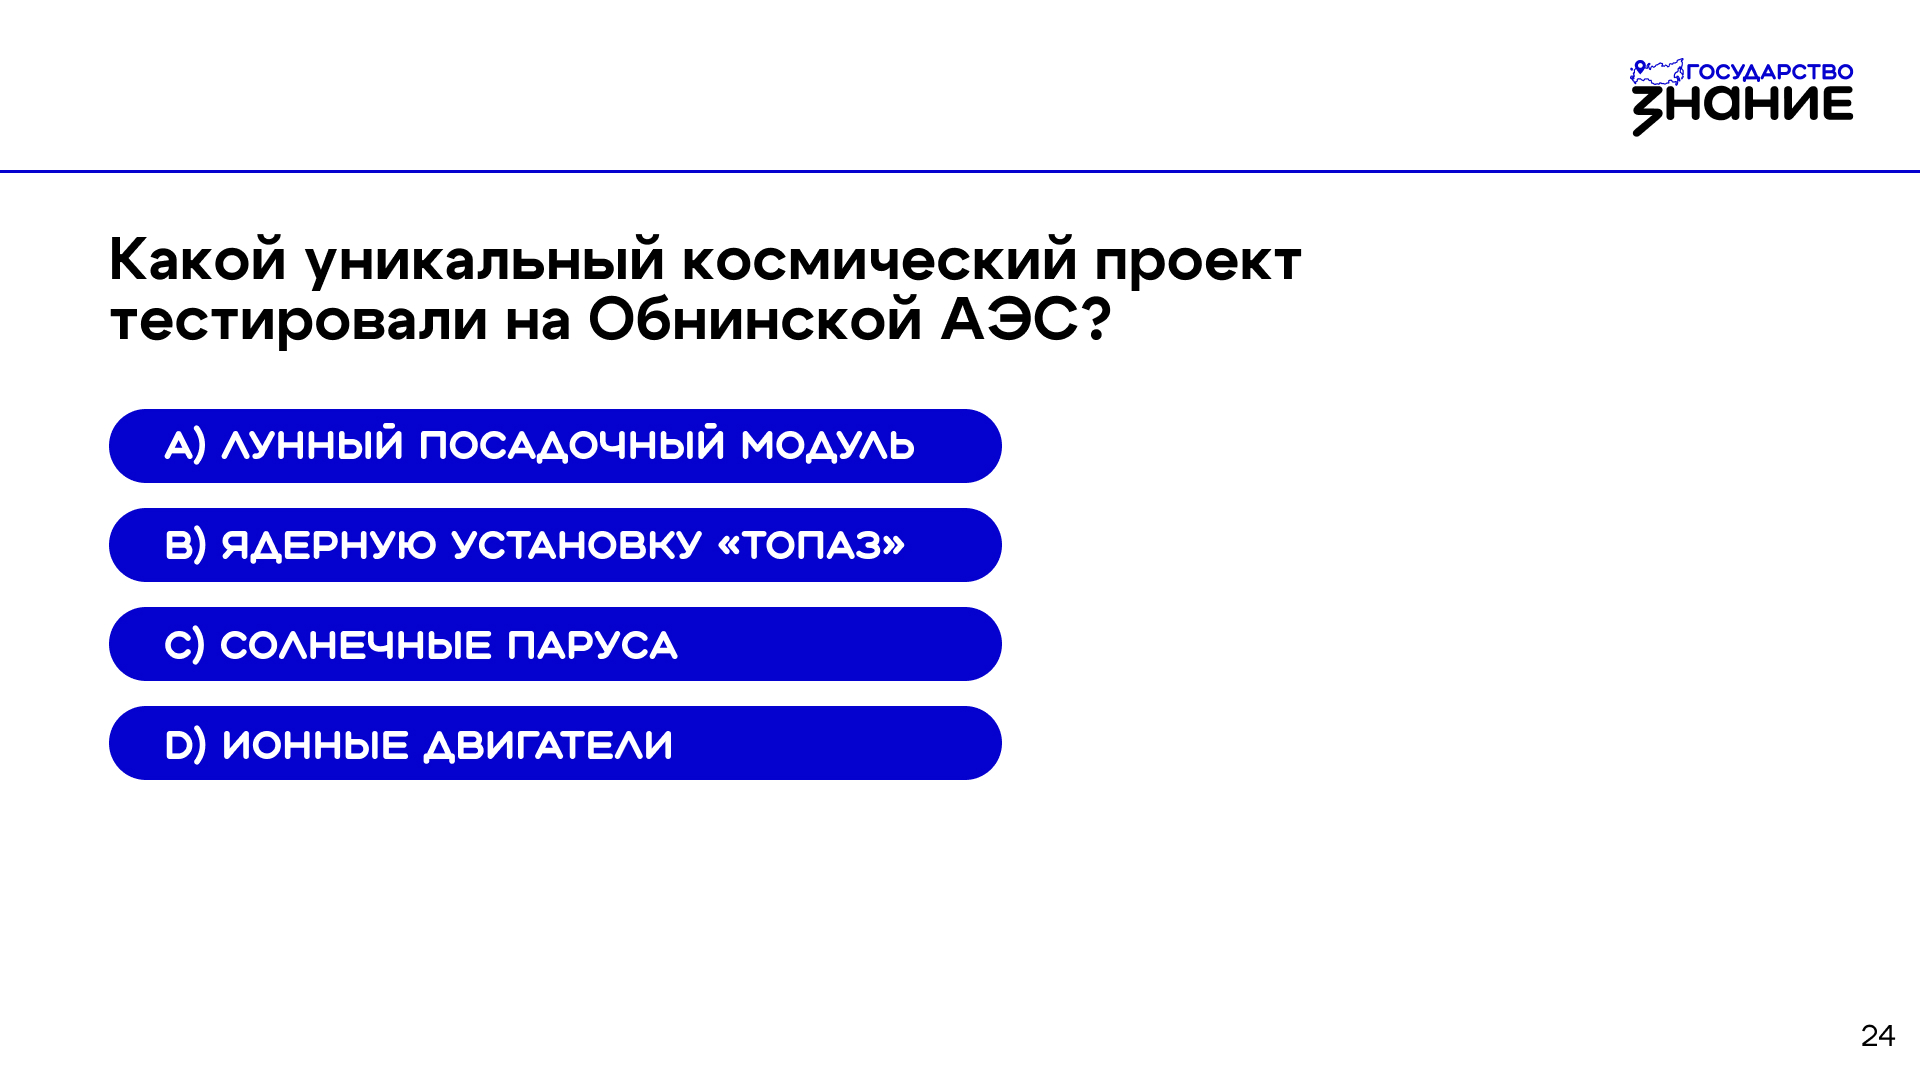 ГОСУДАРСТВО
ЗНАНИЕ
Какой уникальный космический проект
тестировали на Обнинской АЭС?
A) ЛУННЫЙ ПОСАДОЧНЫЙ МОДУЛЬ
B) ЯДЕРНУЮ УСТАНОВКУ «ТОПАЗ»
C) СОЛНЕЧНЫЕ ПАРУСА
D) ИОННЫЕ ДВИГАТЕЛИ
24